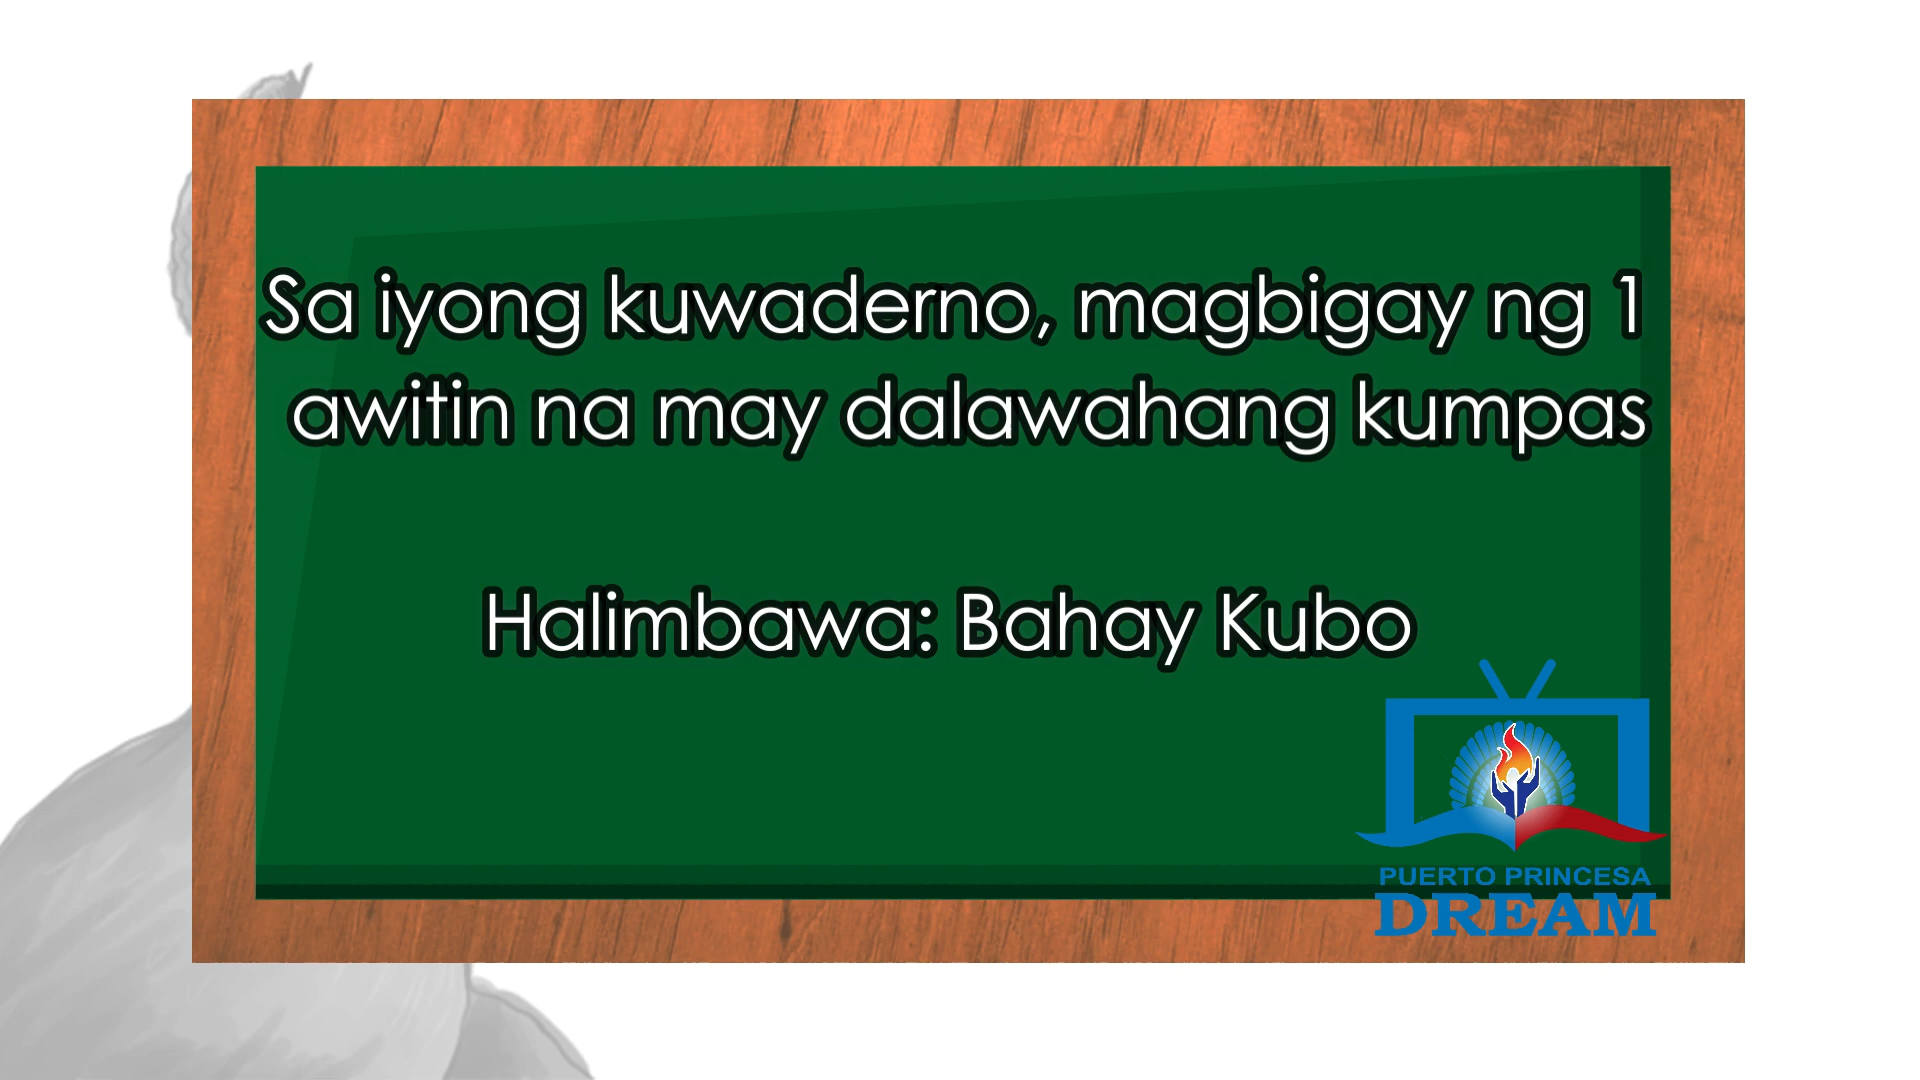 Sa iyong kuwaderno, magbigay ng 1
awitin na may dalawahang kumpas
Halimbawa: Bahay Kubo
PUERTO PRINCESA
DREAM